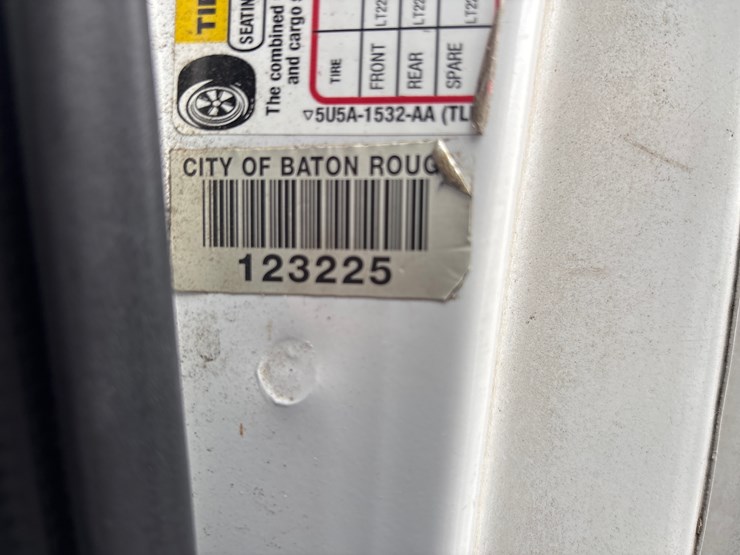 TI
SEATIN
The combined
and cargo
TIRE
FRONT LT22
REAR LT22
SPARE LT22
▽5U5A-1532-AA (TL
CITY OF BATON ROUG
123225